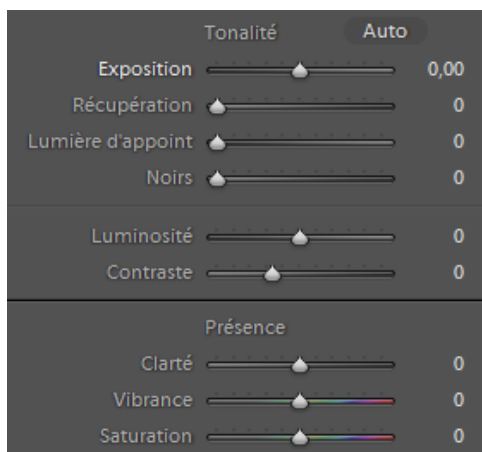 Tonalité Auto
Exposition 0,00
Récupération 0
Lumière d'appoint 0
Noirs 0
Luminosité 0
Contraste 0
Présence
Clarté 0
Vibrance 0
Saturation 0